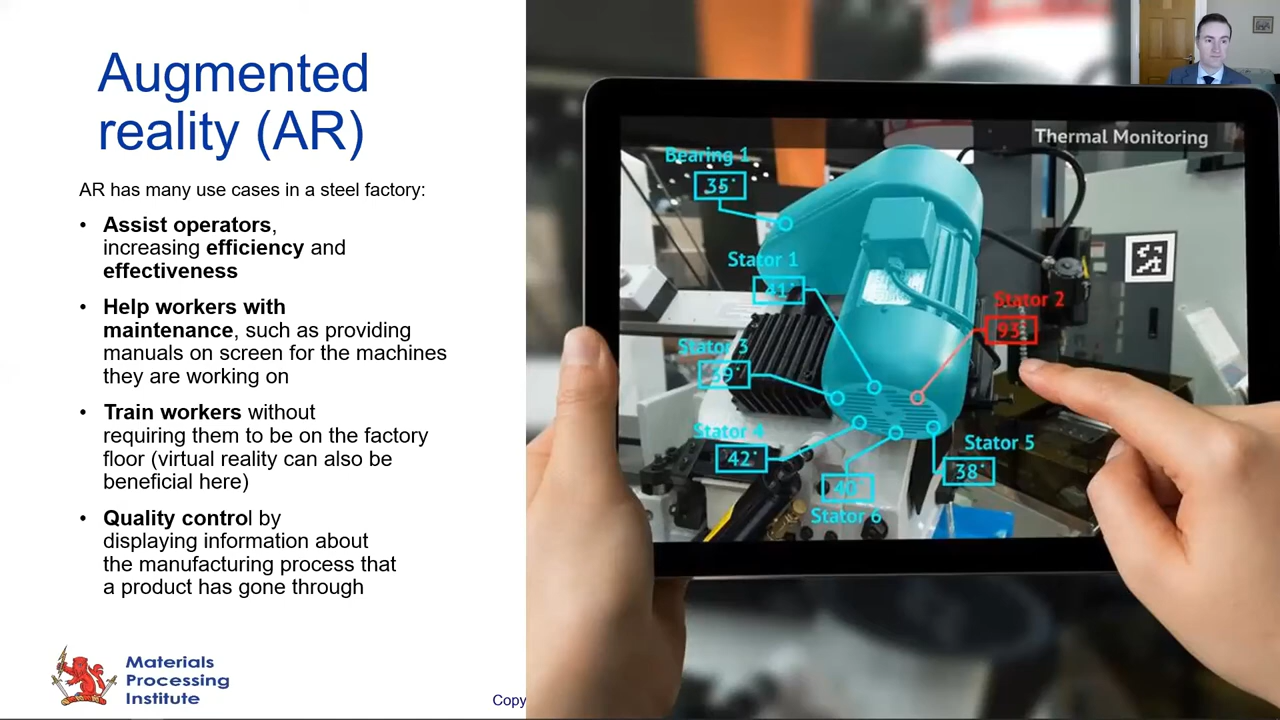 Augmented
reality (AR)
AR has many use cases in a steel factory:
• Assist operators,
increasing efficiency and
effectiveness
• Help workers with
maintenance, such as providing
manuals on screen for the machines
they are working on
• Train workers without
requiring them to be on the factory
floor (virtual reality can also be
beneficial here)
• Quality control by
displaying information about
the manufacturing process that
a product has gone through
Materials
Processing
Institute
Copy
Thermal Monitoring
Bearing 1
35°
Stator 1
41°
Stator 2
93°
Stator 3
39°
Stator 4
42°
Stator 5
38°
40°
Stator 6